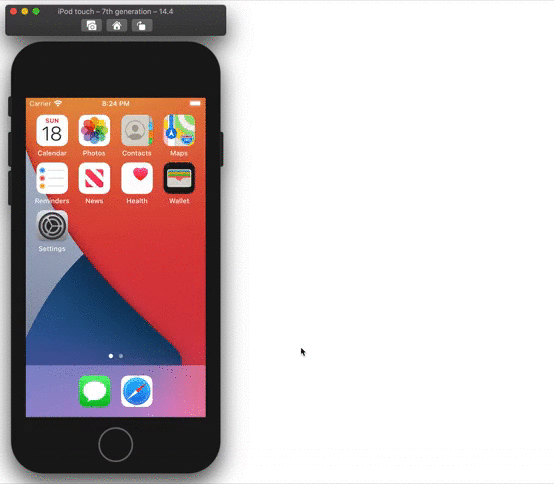 iPod touch – 7th generation – 14.4
Carrier 8:24 PM
SUN
18
Calendar Photos Contacts Maps
Reminders News Health Wallet
Settings